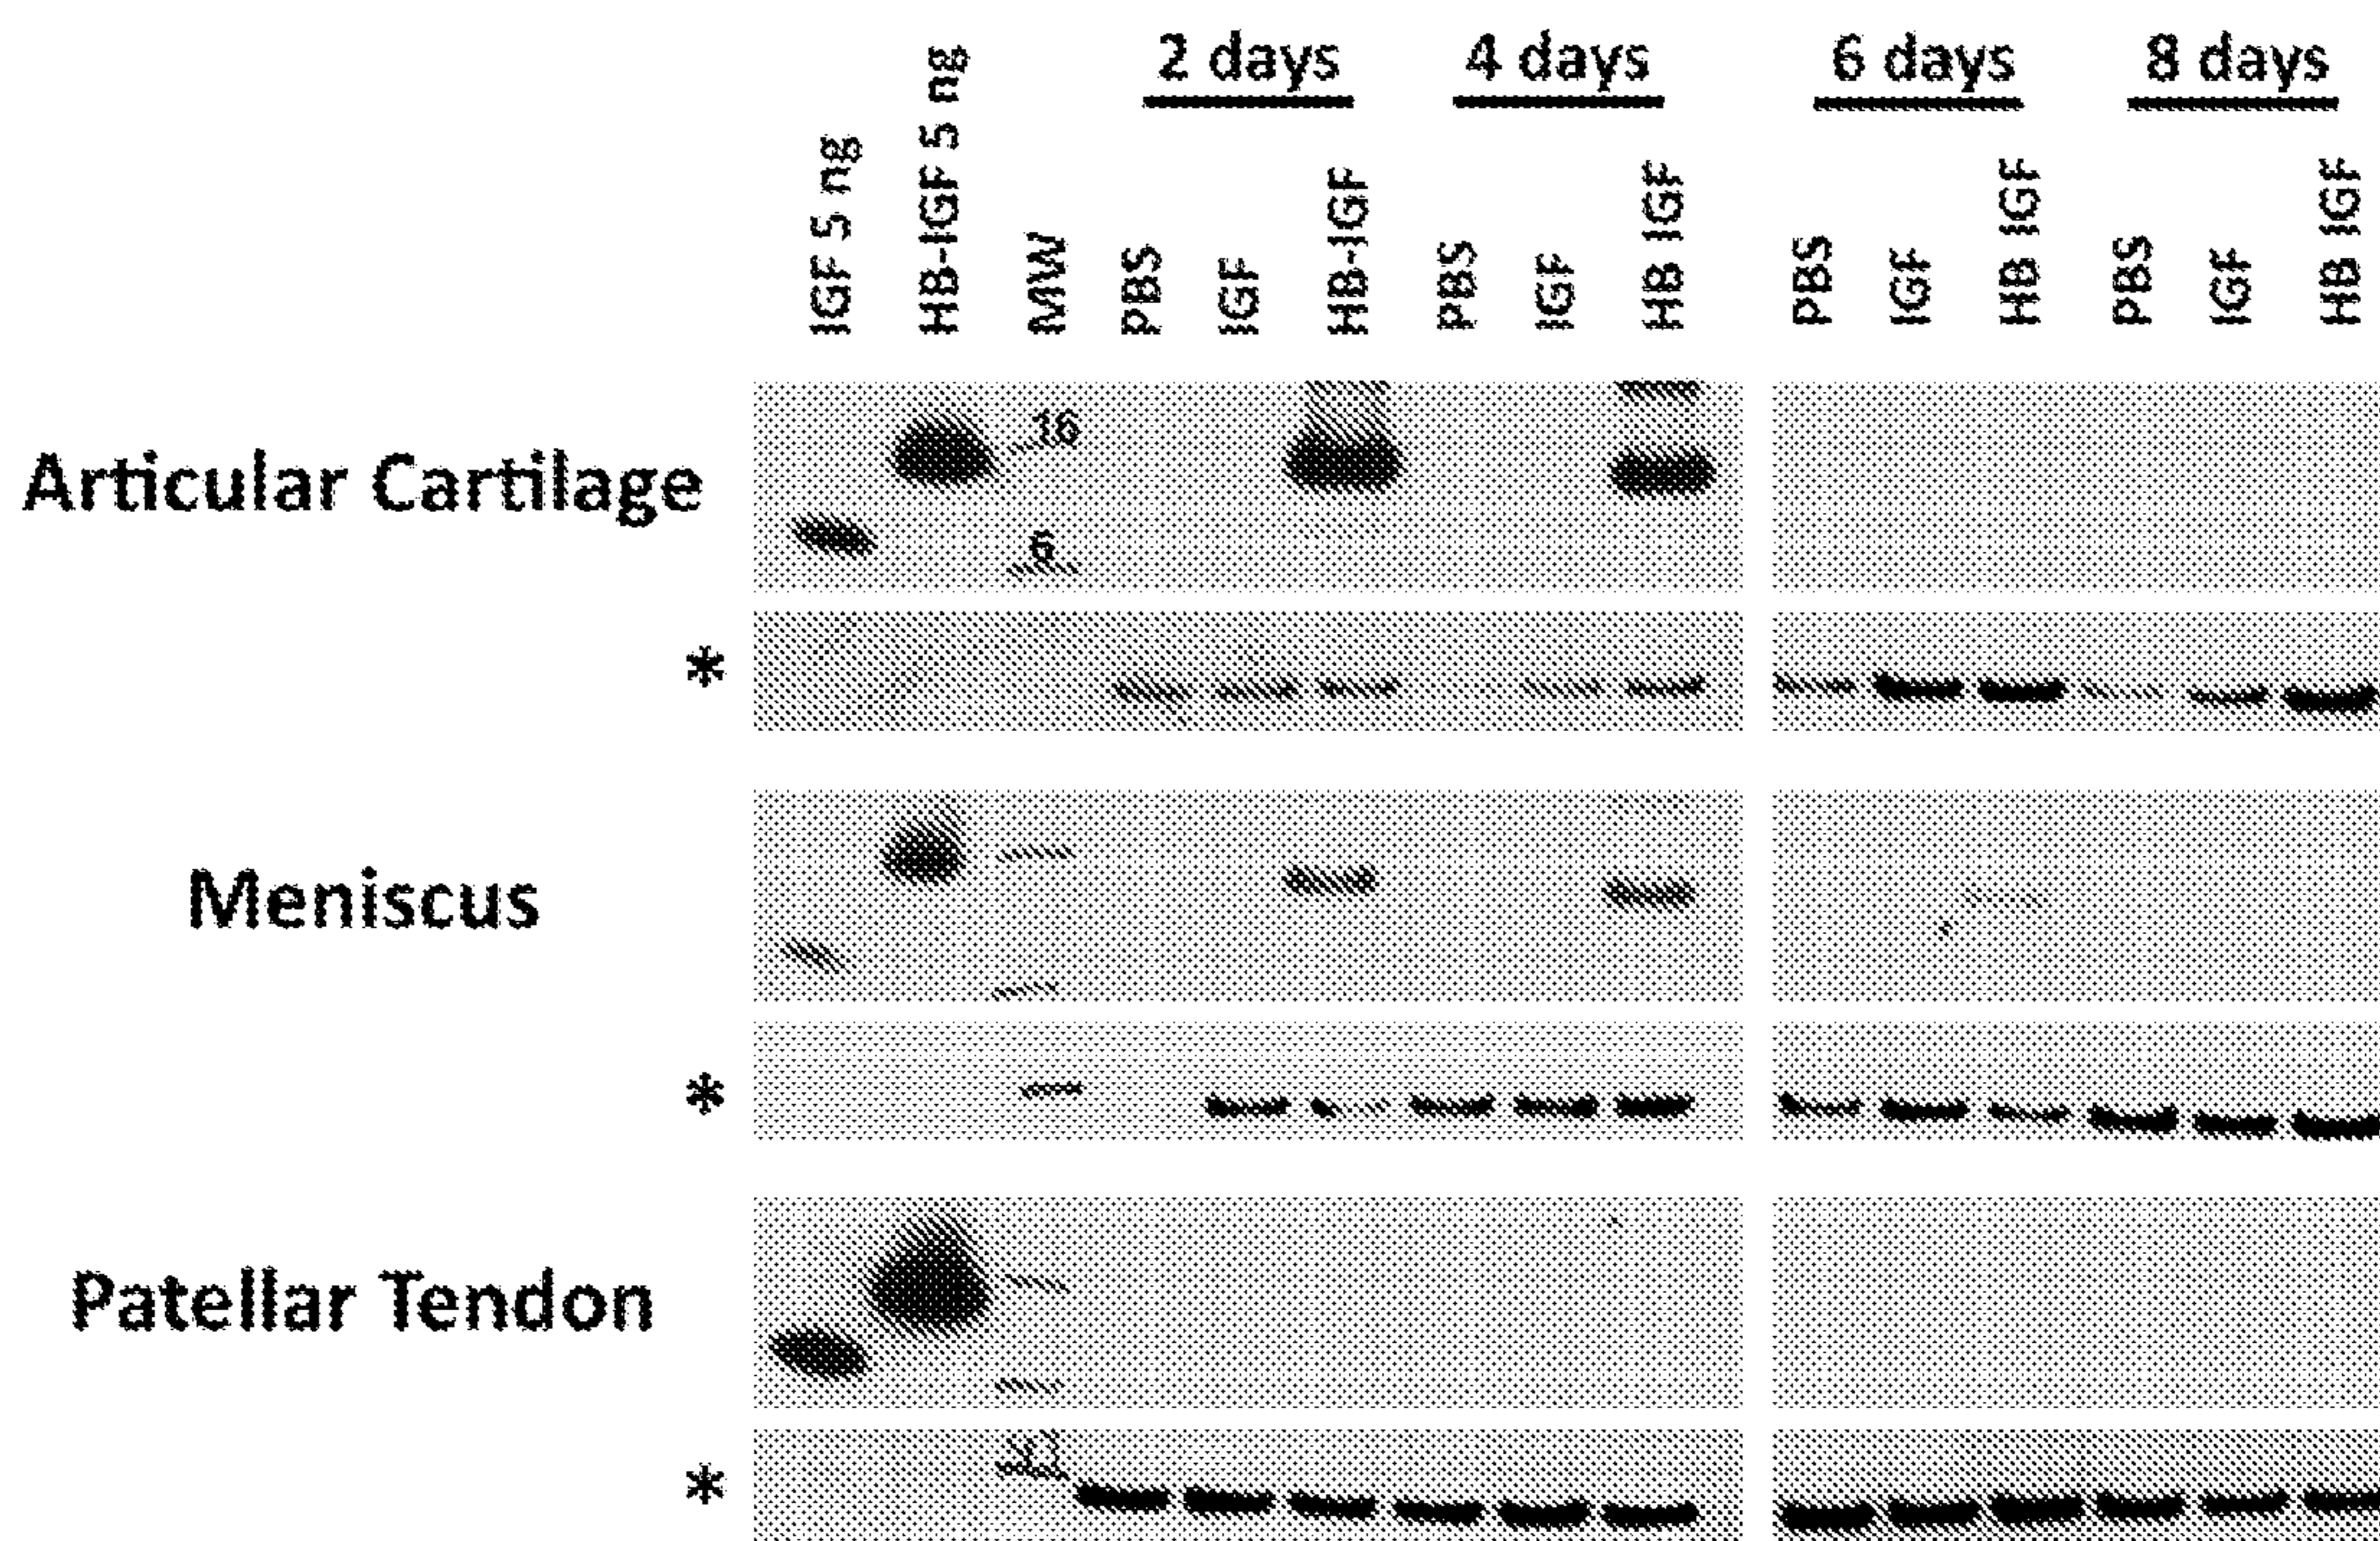 2 days 4 days 6 days 8 days
IGF 5 ng
HB-IGF 5 ng
MW
PBS
IGF
HB-IGF
PBS
IGF
HB IGF
PBS
IGF
HB IGF
PBS
IGF
HB IGF
Articular Cartilage
16
6
*
Meniscus
*
Patellar Tendon
*